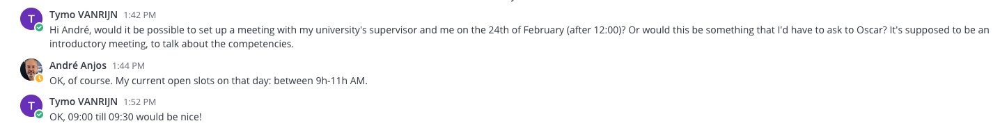 Tymo VANRIJN 1:42 PM
Hi André, would it be possible to set up a meeting with my university's supervisor and me on the 24th of February (after 12:00)? Or would this be something that I'd have to ask to Oscar? It's supposed to be an
introductory meeting, to talk about the competencies.
André Anjos 1:44 PM
OK, of course. My current open slots on that day: between 9h-11h AM.
Tymo VANRIJN 1:52 PM
OK, 09:00 till 09:30 would be nice!